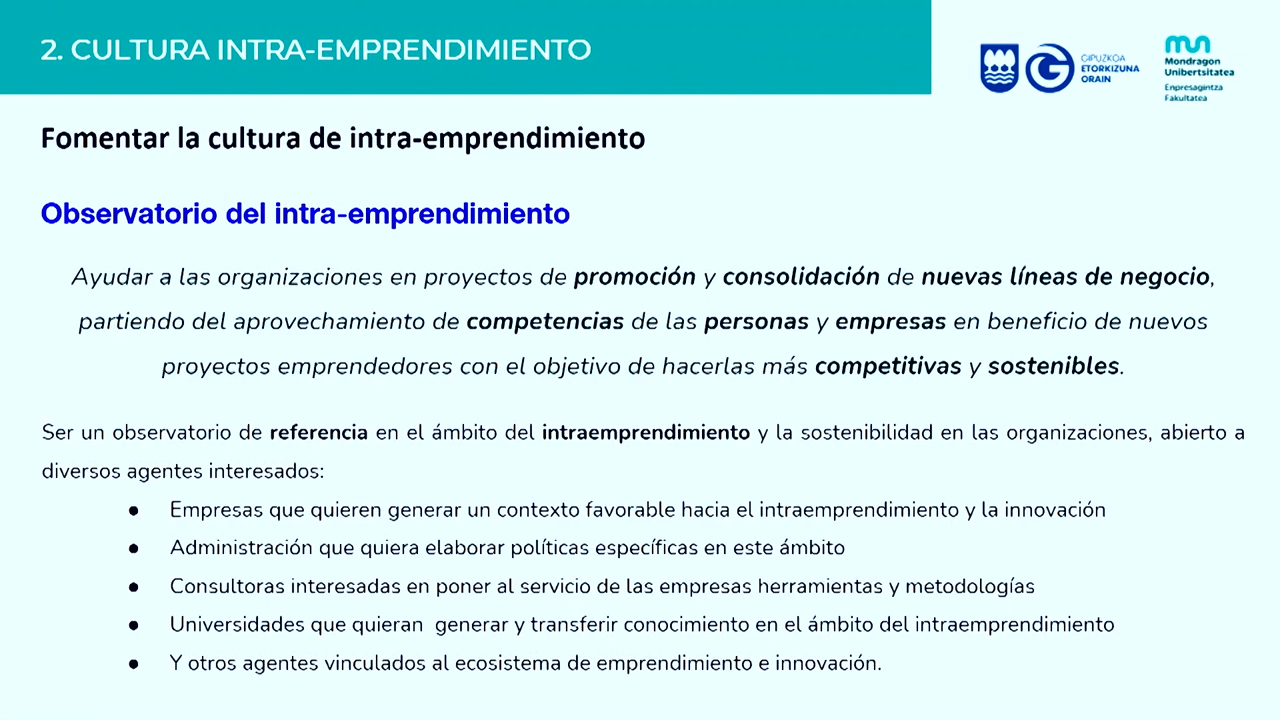 2. CULTURA INTRA-EMPRENDIMIENTO
GIPUZKOA
ETORKIZUNA
ORAIN
Mondragon
Unibertsitatea
Enpresagintza
Fakultatea
Fomentar la cultura de intra-emprendimiento
Observatorio del intra-emprendimiento
Ayudar a las organizaciones en proyectos de promoción y consolidación de nuevas líneas de negocio,
partiendo del aprovechamiento de competencias de las personas y empresas en beneficio de nuevos
proyectos emprendedores con el objetivo de hacerlas más competitivas y sostenibles.
Ser un observatorio de referencia en el ámbito del intraemprendimiento y la sostenibilidad en las organizaciones, abierto a
diversos agentes interesados:
● Empresas que quieren generar un contexto favorable hacia el intraemprendimiento y la innovación
● Administración que quiera elaborar políticas específicas en este ámbito
● Consultoras interesadas en poner al servicio de las empresas herramientas y metodologías
● Universidades que quieran  generar y transferir conocimiento en el ámbito del intraemprendimiento
● Y otros agentes vinculados al ecosistema de emprendimiento e innovación.